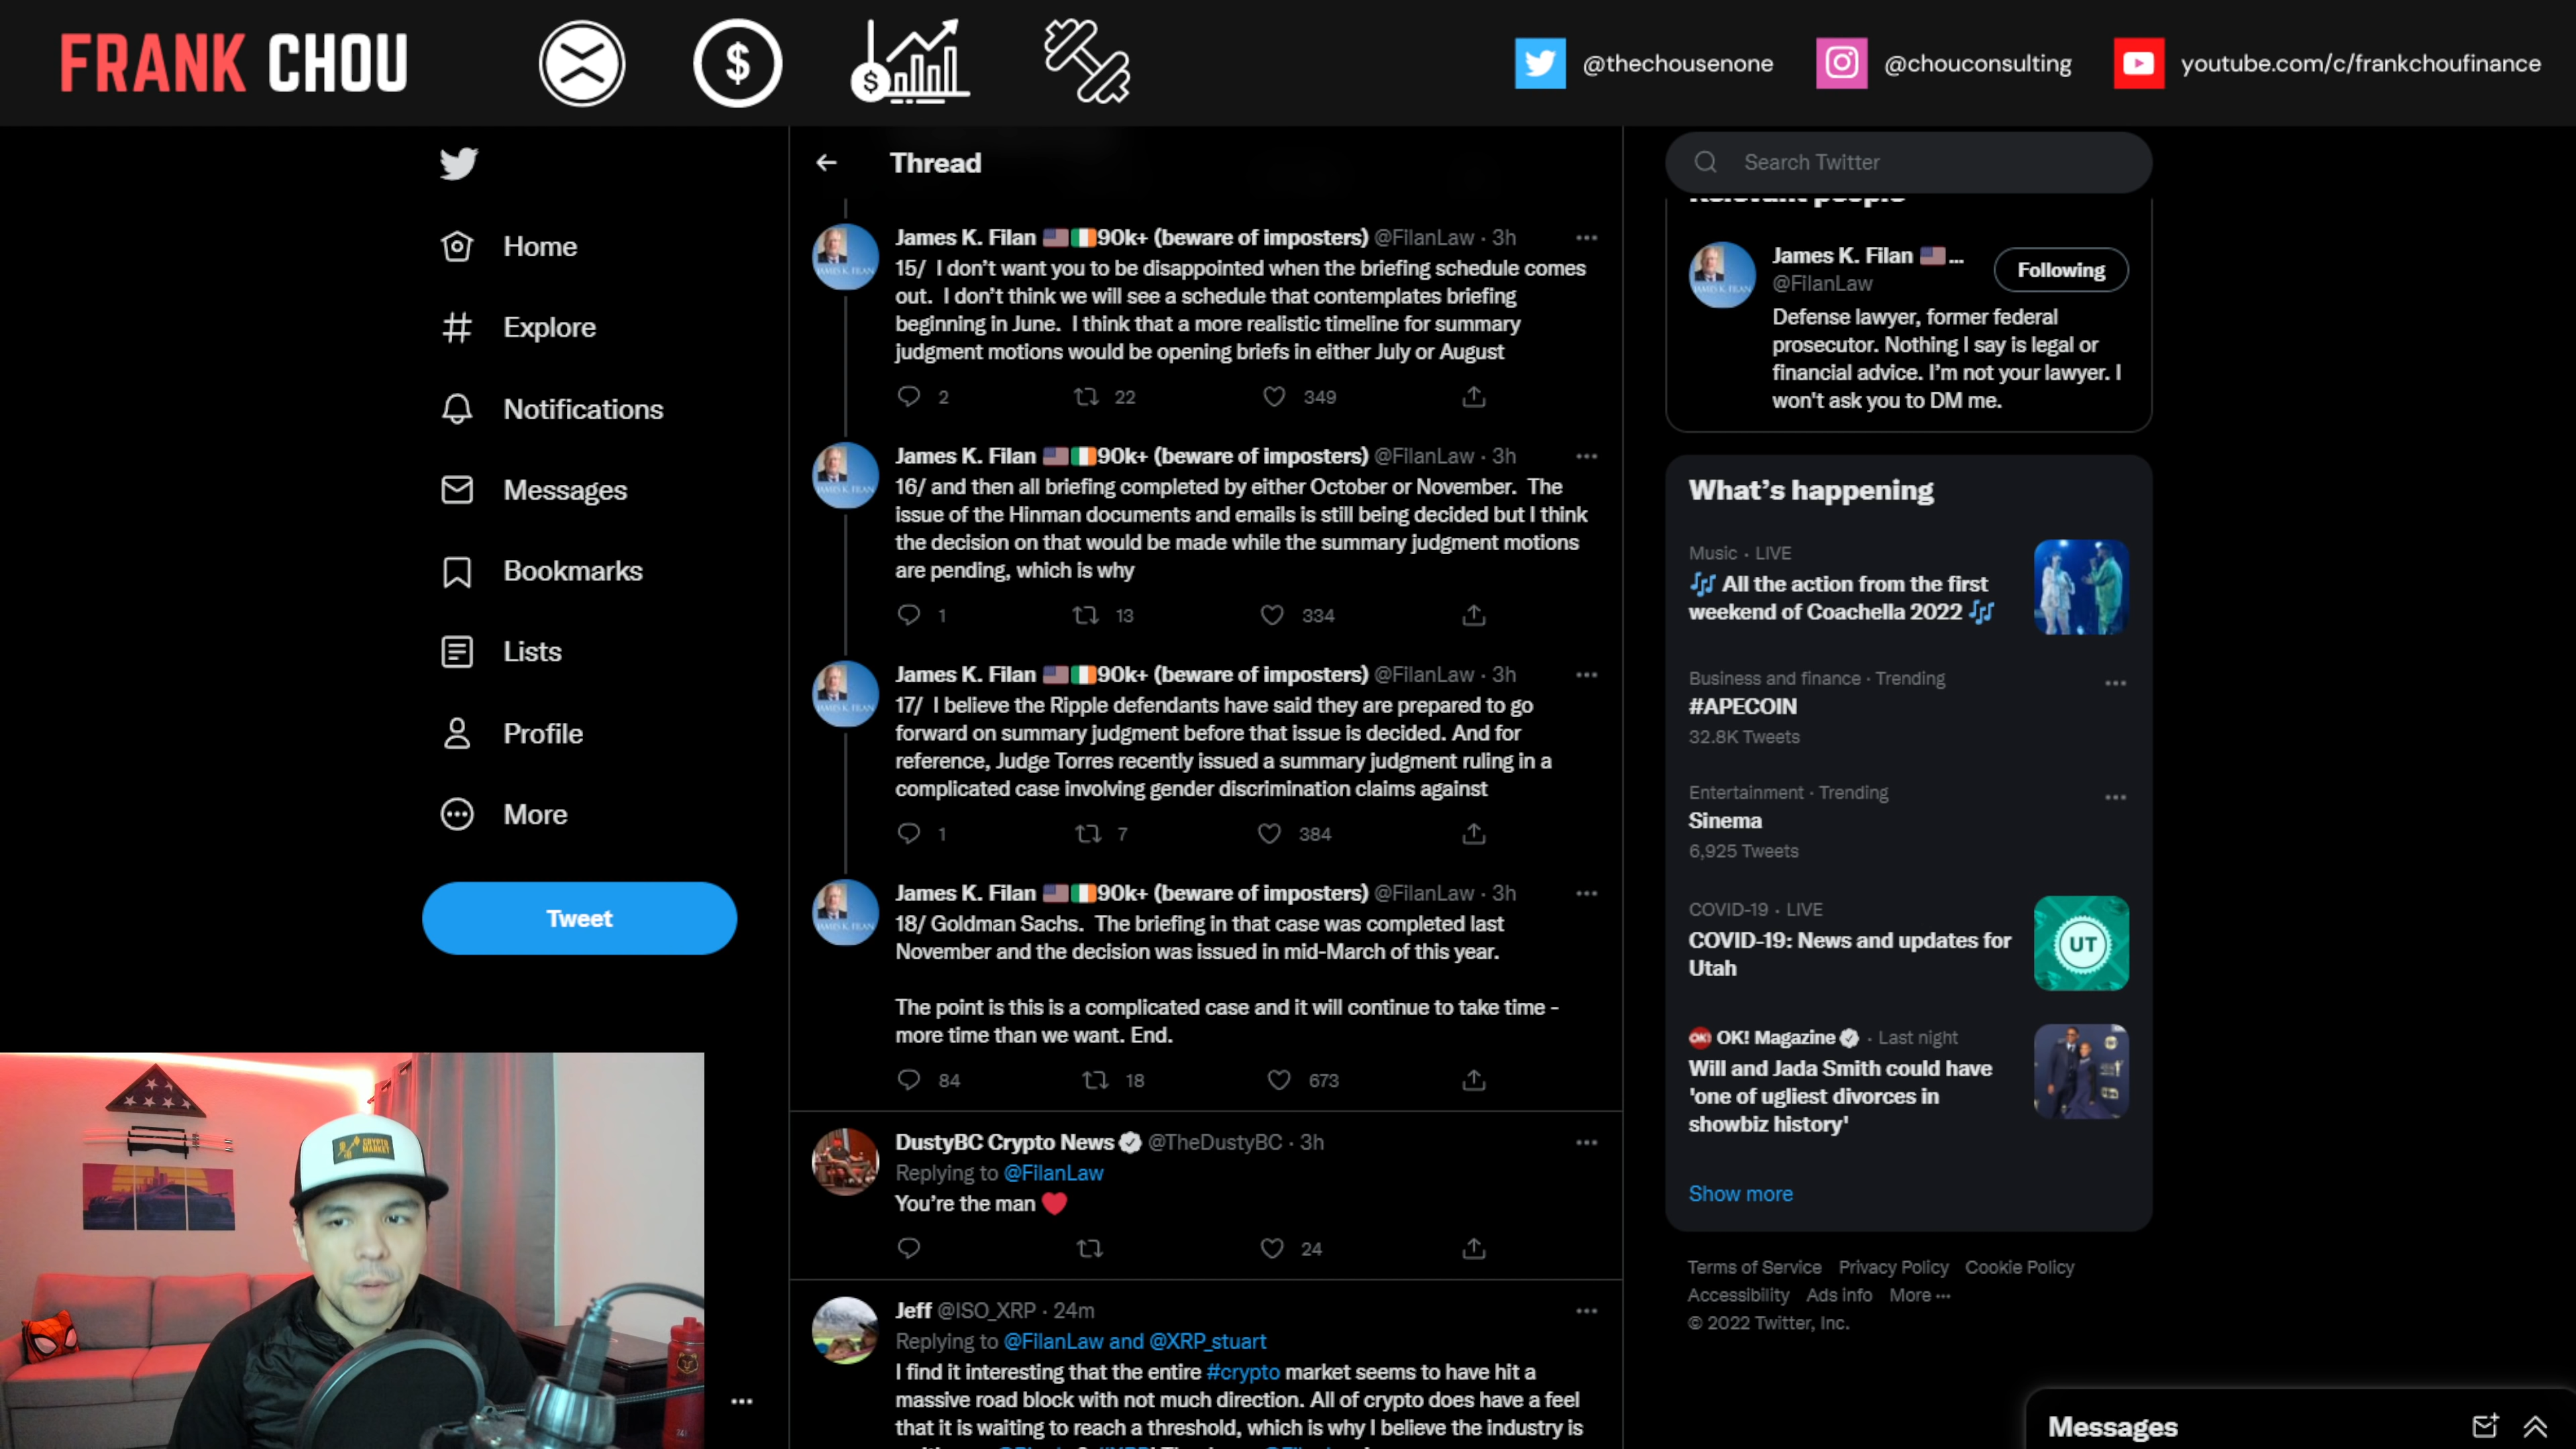 FRANK CHOU
@thechousenone
@chouconsulting
youtube.com/c/frankchoufinance
Home
Explore
Notifications
Messages
Bookmarks
Lists
Profile
More
Tweet
Thread
James K. Filan 🇺🇸🇮🇪90k+ (beware of imposters) @FilanLaw · 3h
15/ I don't want you to be disappointed when the briefing schedule comes
out. I don't think we will see a schedule that contemplates briefing
beginning in June. I think that a more realistic timeline for summary
judgment motions would be opening briefs in either July or August
2 22 349
James K. Filan 🇺🇸🇮🇪90k+ (beware of imposters) @FilanLaw · 3h
16/ and then all briefing completed by either October or November. The
issue of the Hinman documents and emails is still being decided but I think
the decision on that would be made while the summary judgment motions
are pending, which is why
1 13 334
James K. Filan 🇺🇸🇮🇪90k+ (beware of imposters) @FilanLaw · 3h
17/ I believe the Ripple defendants have said they are prepared to go
forward on summary judgment before that issue is decided. And for
reference, Judge Torres recently issued a summary judgment ruling in a
complicated case involving gender discrimination claims against
1 7 384
James K. Filan 🇺🇸🇮🇪90k+ (beware of imposters) @FilanLaw · 3h
18/ Goldman Sachs. The briefing in that case was completed last
November and the decision was issued in mid-March of this year.
The point is this is a complicated case and it will continue to take time -
more time than we want. End.
84 18 673
DustyBC Crypto News @TheDustyBC · 3h
Replying to @FilanLaw
You're the man ❤️
24
Jeff @ISO_XRP · 24m
Replying to @FilanLaw and @XRP_stuart
I find it interesting that the entire #crypto market seems to have hit a
massive road block with not much direction. All of crypto does have a feel
that it is waiting to reach a threshold, which is why I believe the industry is
Search Twitter
Relevant people
James K. Filan 🇺🇸...
@FilanLaw
Following
Defense lawyer, former federal
prosecutor. Nothing I say is legal or
financial advice. I'm not your lawyer. I
won't ask you to DM me.
What's happening
Music · LIVE
🎶 All the action from the first
weekend of Coachella 2022 🎶
Business and finance · Trending
#APECOIN
32.8K Tweets
Entertainment · Trending
Sinema
6,925 Tweets
COVID-19 · LIVE
COVID-19: News and updates for
Utah
UT
OK! Magazine · Last night
Will and Jada Smith could have
'one of ugliest divorces in
showbiz history'
Show more
Terms of Service Privacy Policy Cookie Policy
Accessibility Ads info More ···
© 2022 Twitter, Inc.
Messages
CRYPTO
MARKET